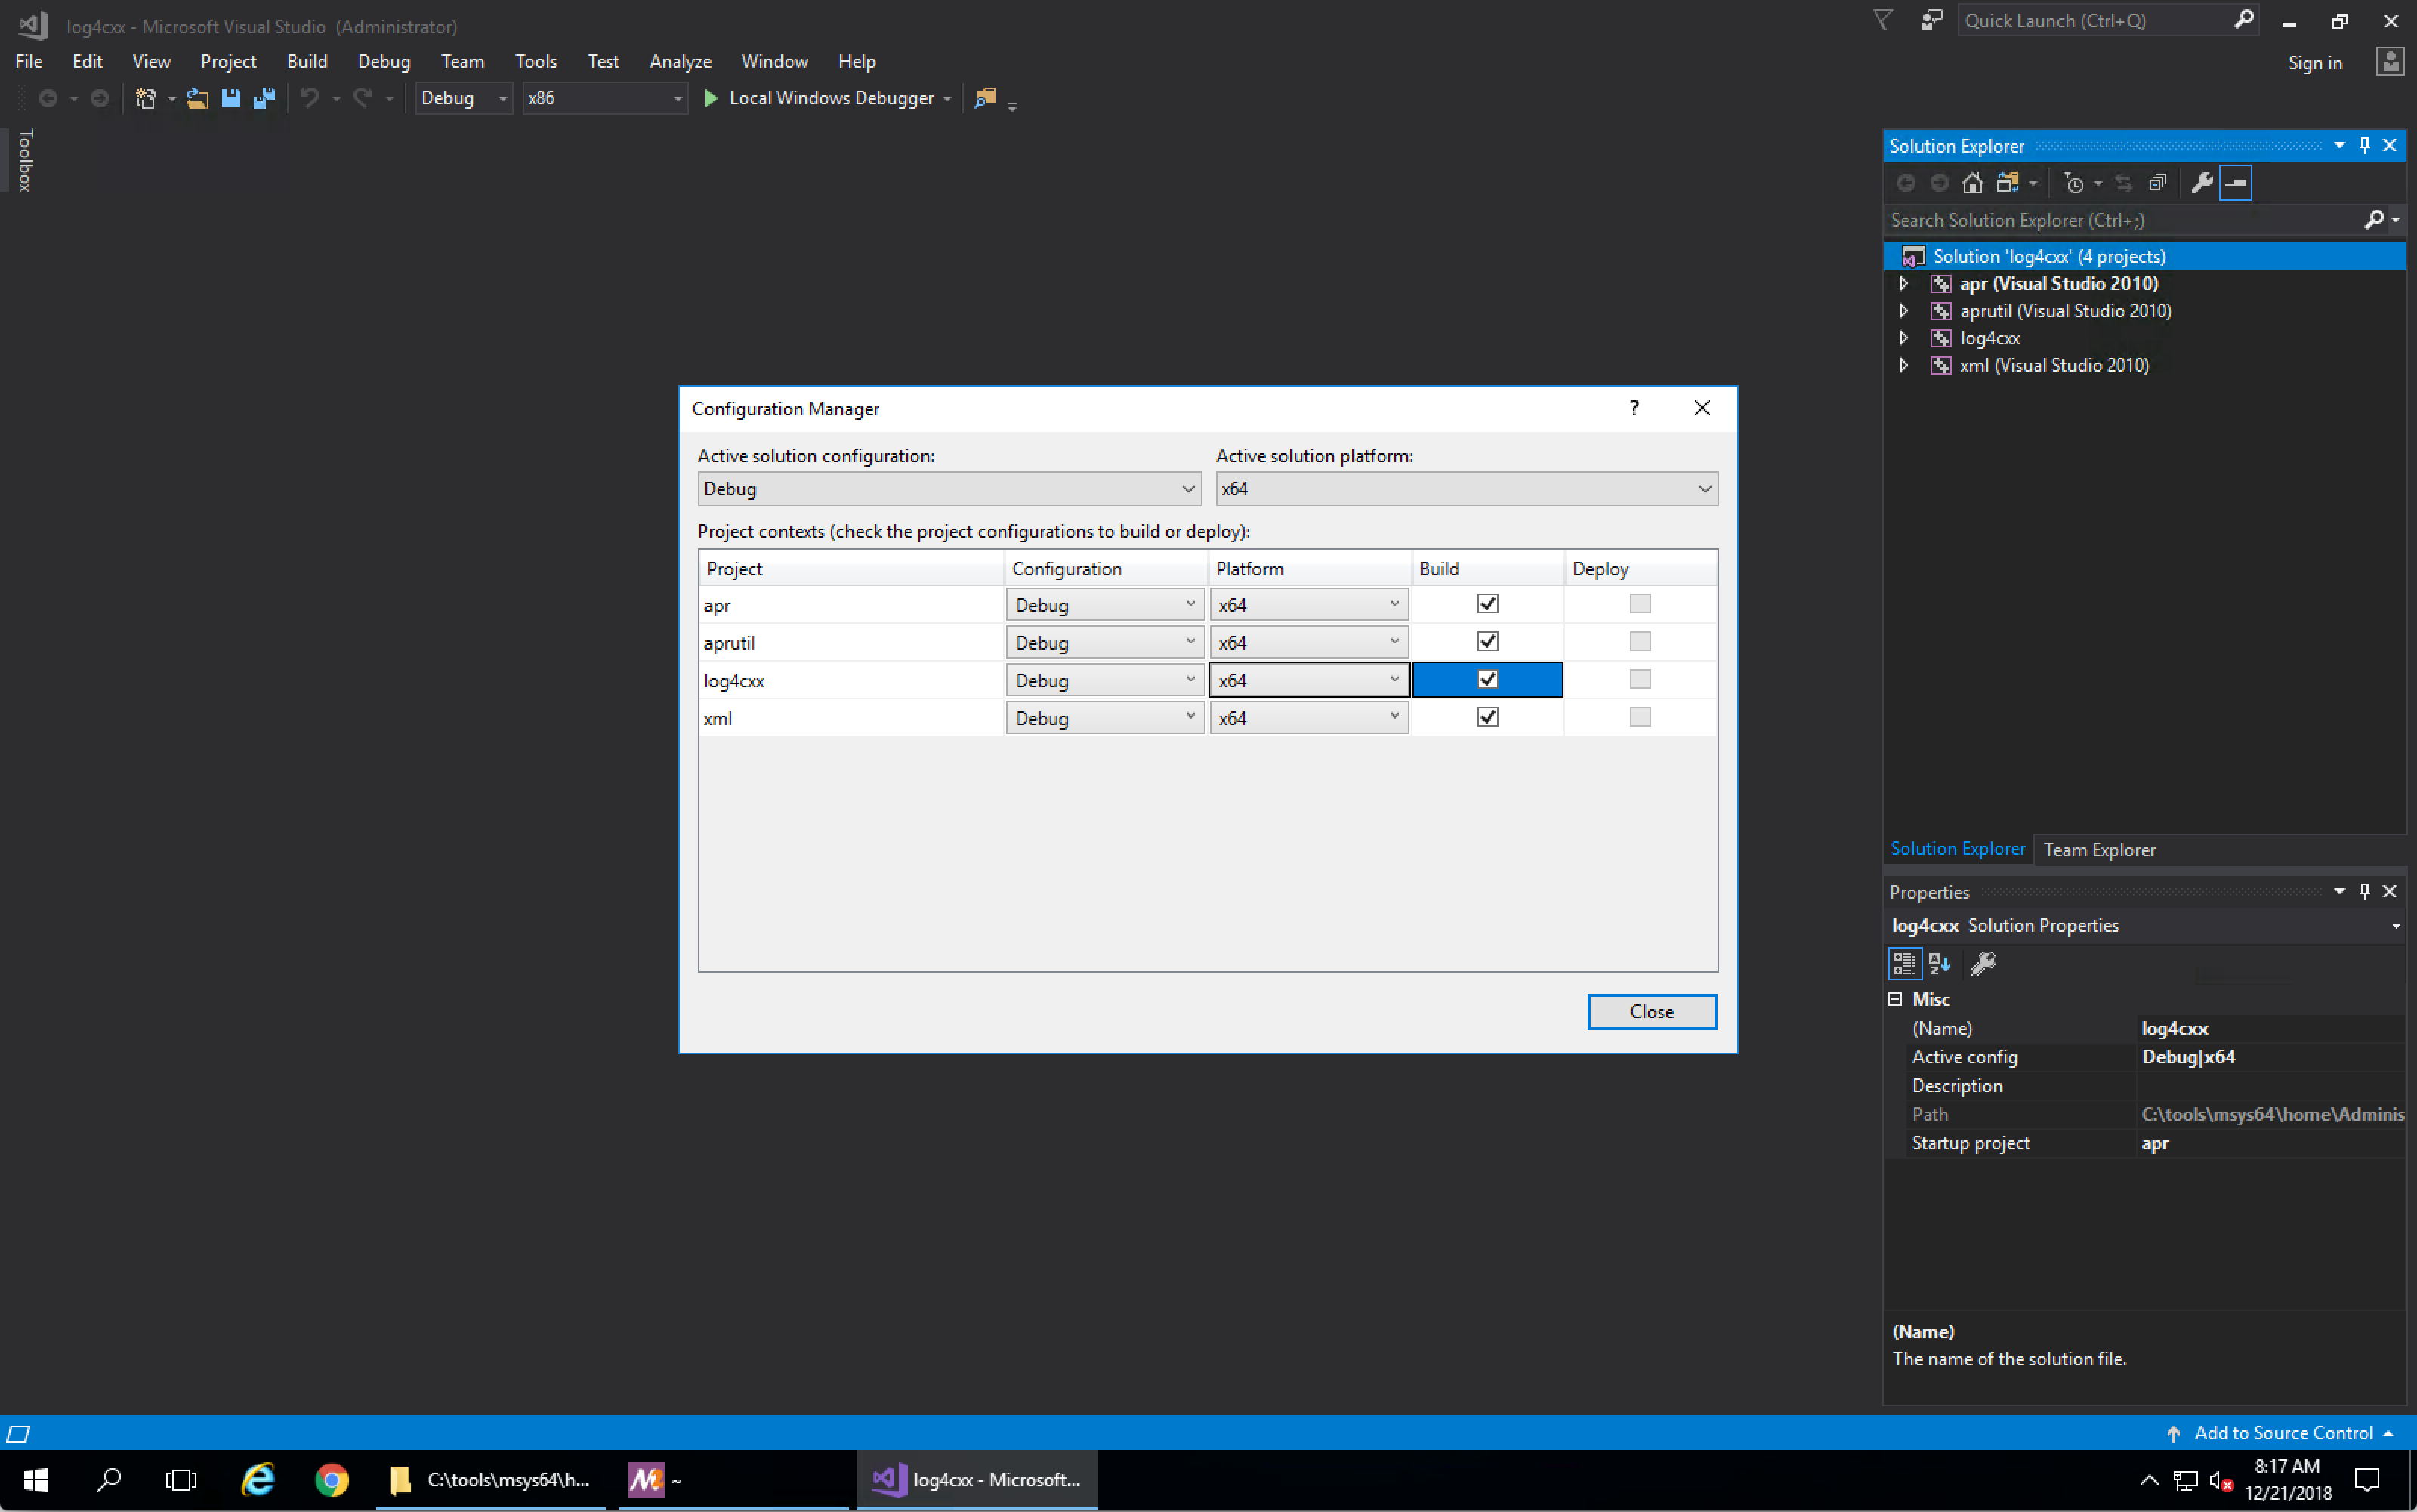 log4cxx - Microsoft Visual Studio (Administrator)
Quick Launch (Ctrl+Q)
File Edit View Project Build Debug Team Tools Test Analyze Window Help
Sign in
Debug x86 Local Windows Debugger
Toolbox
Solution Explorer
Search Solution Explorer (Ctrl+;)
Solution 'log4cxx' (4 projects)
apr (Visual Studio 2010)
aprutil (Visual Studio 2010)
log4cxx
xml (Visual Studio 2010)
Configuration Manager ?
Active solution configuration: Active solution platform:
Debug x64
Project contexts (check the project configurations to build or deploy):
Project Configuration Platform Build Deploy
apr Debug x64
aprutil Debug x64
log4cxx Debug x64
xml Debug x64
Close
Solution Explorer Team Explorer
Properties
log4cxx Solution Properties
Misc
(Name) log4cxx
Active config Debug|x64
Description
Path C:\tools\msys64\home\Adminis
Startup project apr
(Name)
The name of the solution file.
Add to Source Control
C:\tools\msys64\h...
~
log4cxx - Microsoft...
8:17 AM
12/21/2018